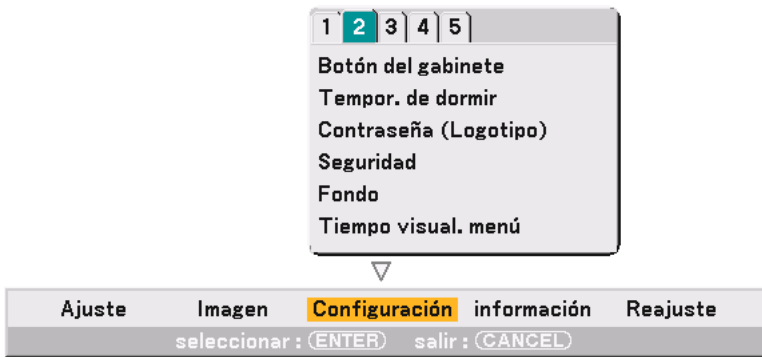 1 2 3 4 5
Botón del gabinete
Tempor. de dormir
Contraseña (Logotipo)
Seguridad
Fondo
Tiempo visual. menú
Ajuste Imagen Configuración información Reajuste
seleccionar : ENTER salir : CANCEL